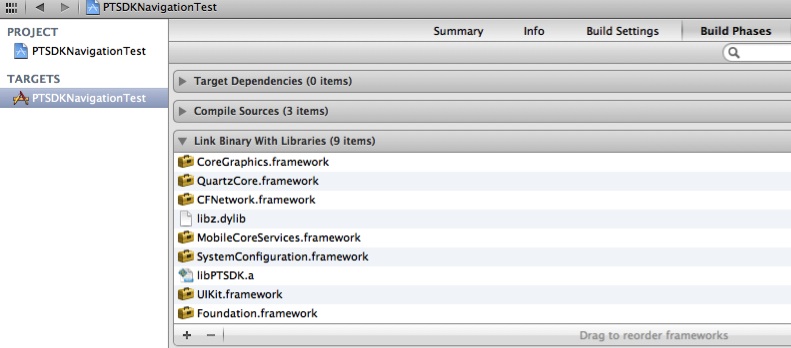 PTSDKNavigationTest
PROJECT
PTSDKNavigationTest
TARGETS
PTSDKNavigationTest
Summary Info Build Settings Build Phases
Target Dependencies (0 items)
Compile Sources (3 items)
Link Binary With Libraries (9 items)
CoreGraphics.framework
QuartzCore.framework
CFNetwork.framework
libz.dylib
MobileCoreServices.framework
SystemConfiguration.framework
libPTSDK.a
UIKit.framework
Foundation.framework
+ − Drag to reorder frameworks